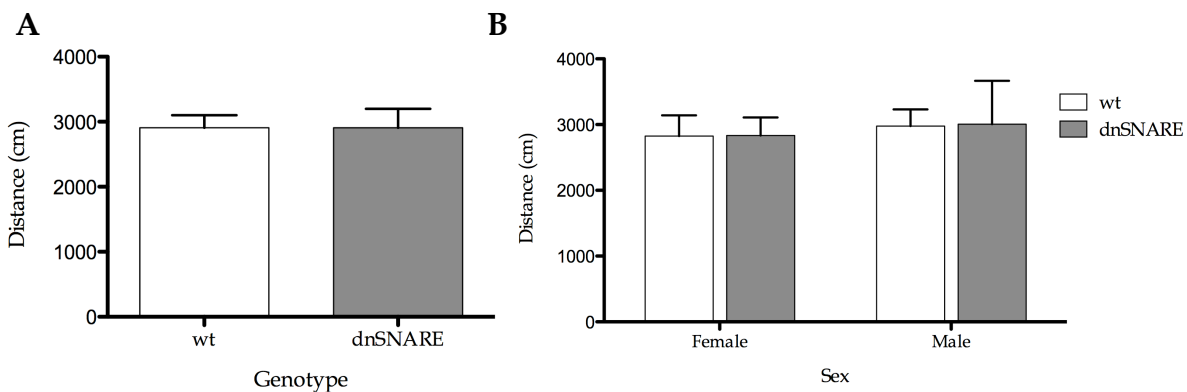 A
4000
3000
2000
1000
0
Distance (cm)
wt dnSNARE
Genotype
B
4000
3000
2000
1000
0
Distance (cm)
Female Male
Sex
wt
dnSNARE